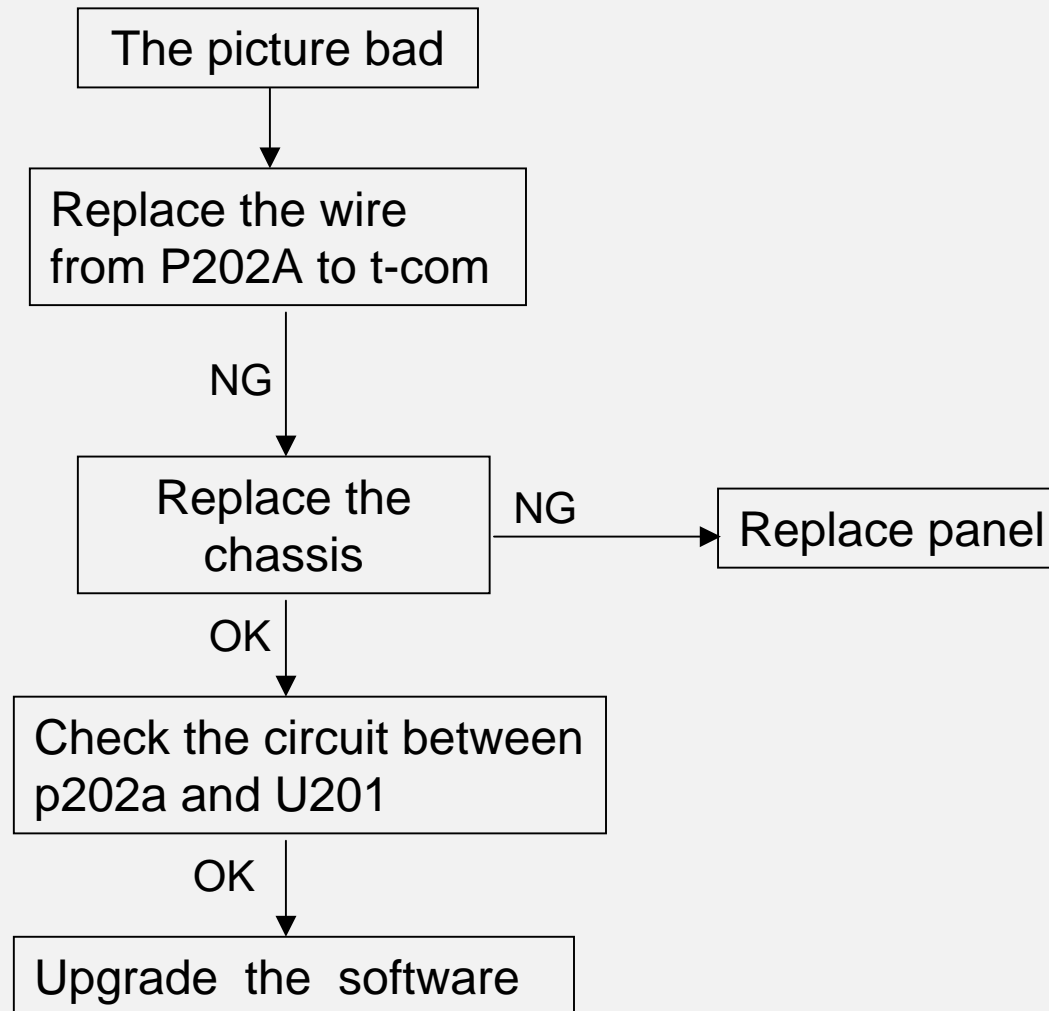 The picture bad
Replace the wire
from P202A to t-com
NG
Replace the
chassis
NG
Replace panel
OK
Check the circuit between
p202a and U201
OK
Upgrade the software